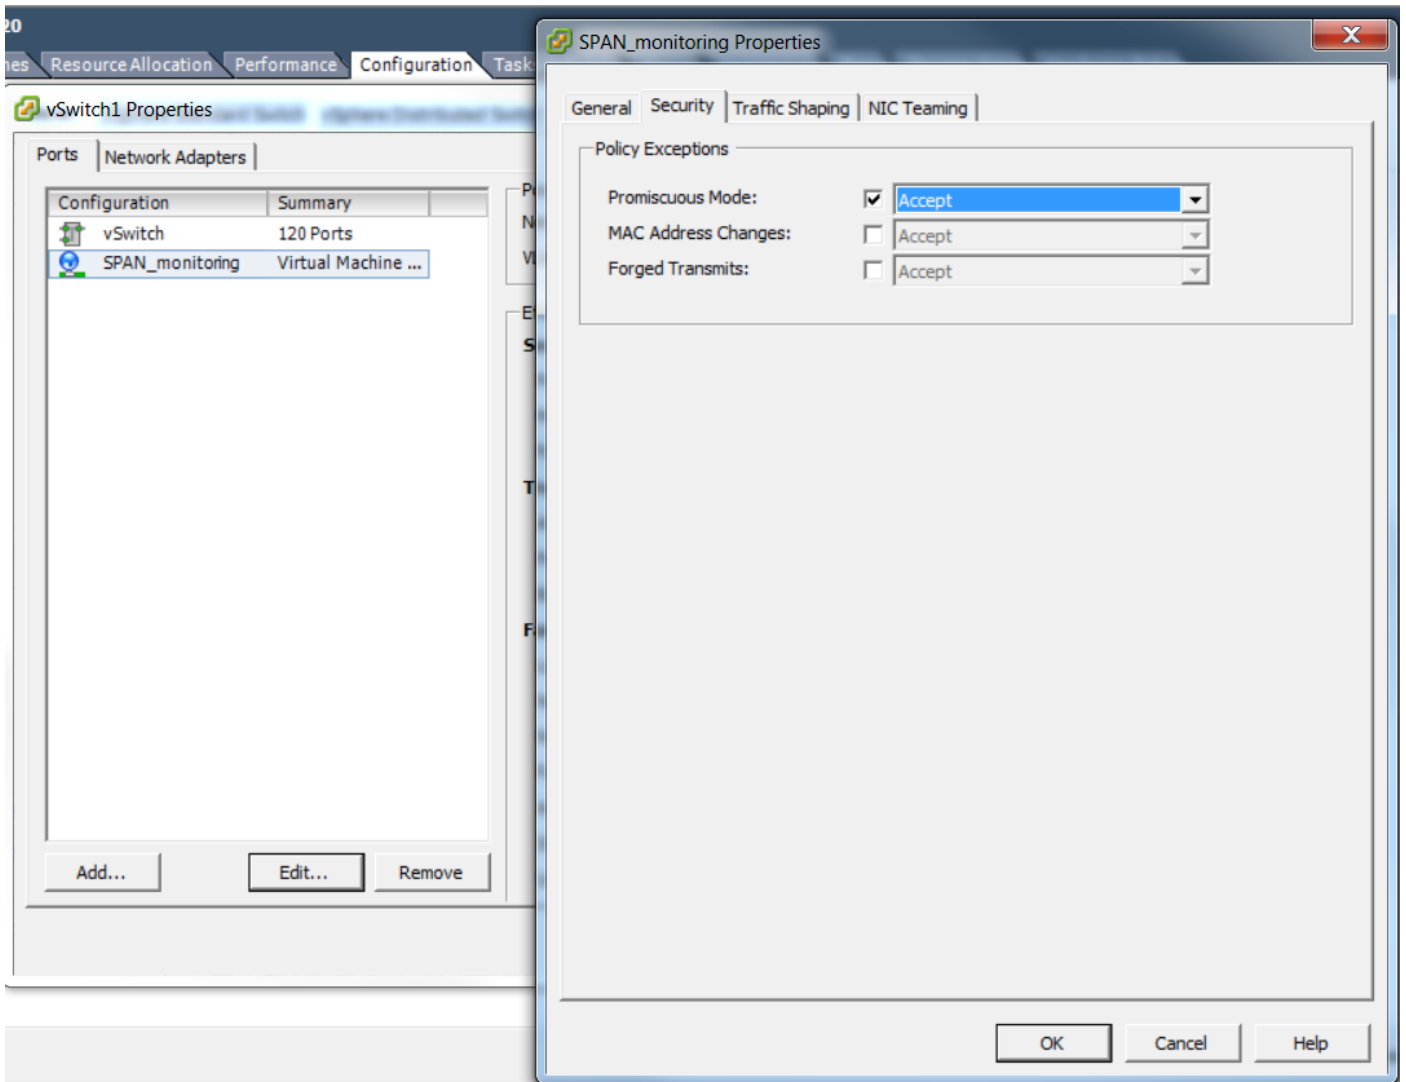 20
nes Resource Allocation Performance Configuration Task
vSwitch1 Properties
Ports Network Adapters
Configuration Summary
vSwitch 120 Ports
SPAN_monitoring Virtual Machine ...
Add... Edit... Remove
SPAN_monitoring Properties
General Security Traffic Shaping NIC Teaming
Policy Exceptions
Promiscuous Mode: Accept
MAC Address Changes: Accept
Forged Transmits: Accept
OK Cancel Help